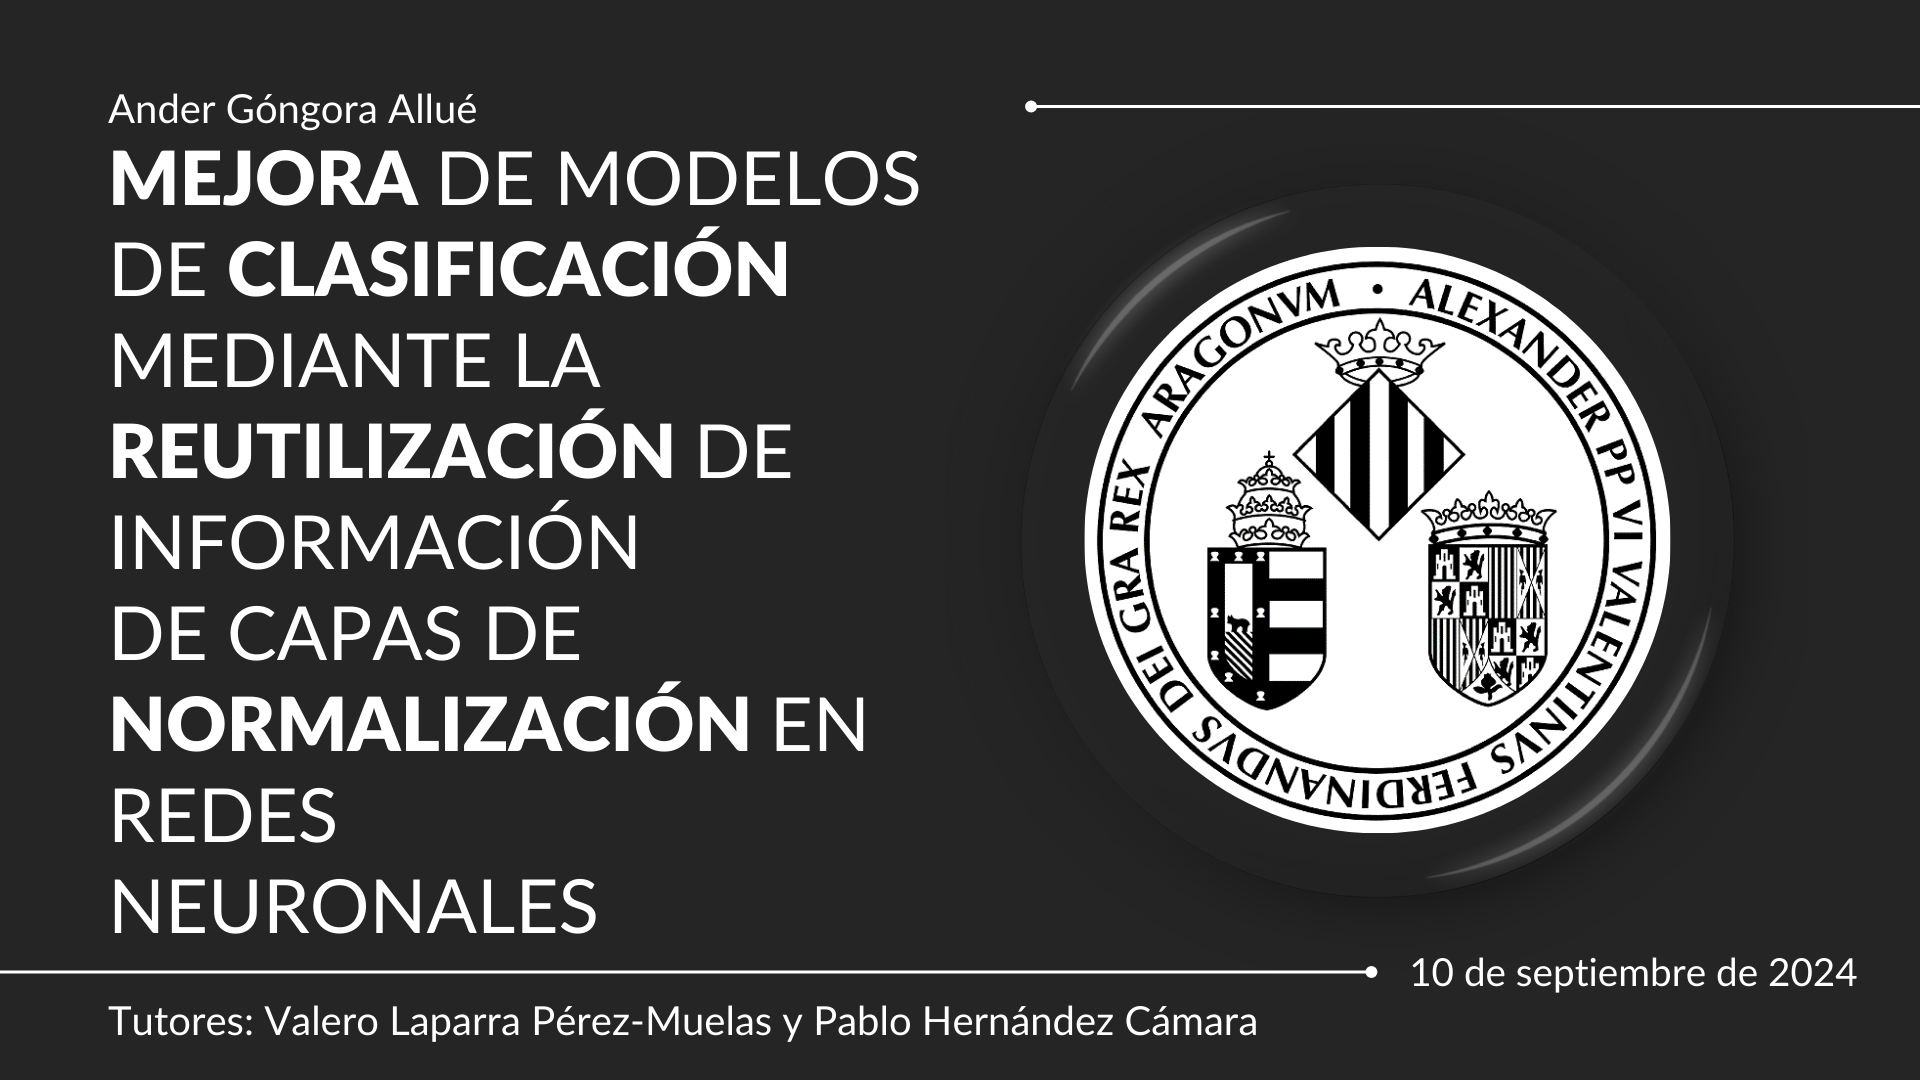 Ander Góngora Allué
MEJORA DE MODELOS
DE CLASIFICACIÓN
MEDIANTE LA
REUTILIZACIÓN DE
INFORMACIÓN
DE CAPAS DE
NORMALIZACIÓN EN
REDES
NEURONALES
ALEXANDER PP VI VALENTINVS FERDINANDVS DEI GRA REX ARAGONVM •
10 de septiembre de 2024
Tutores: Valero Laparra Pérez-Muelas y Pablo Hernández Cámara